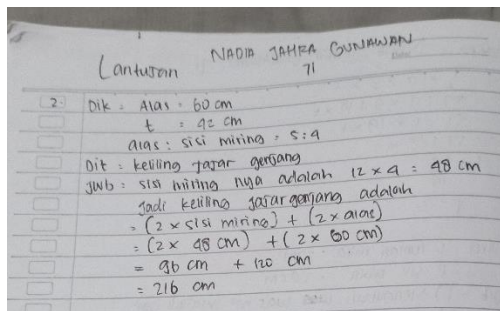 NADIA JAHRA GUNAWAN
Lanturan 71
2. Dik : Alas = 60 cm
t = 42 cm
alas : sisi miring = 5:4
Dit = keliling jajar genjang
Jwb : sisi miring nya adalah 12 x 4 = 48 cm
Jadi keliling jajar genjang adalah
= (2 x sisi miring) + (2 x alas)
= (2 x 48 cm) + (2 x 60 cm)
= 96 cm + 120 cm
= 216 cm